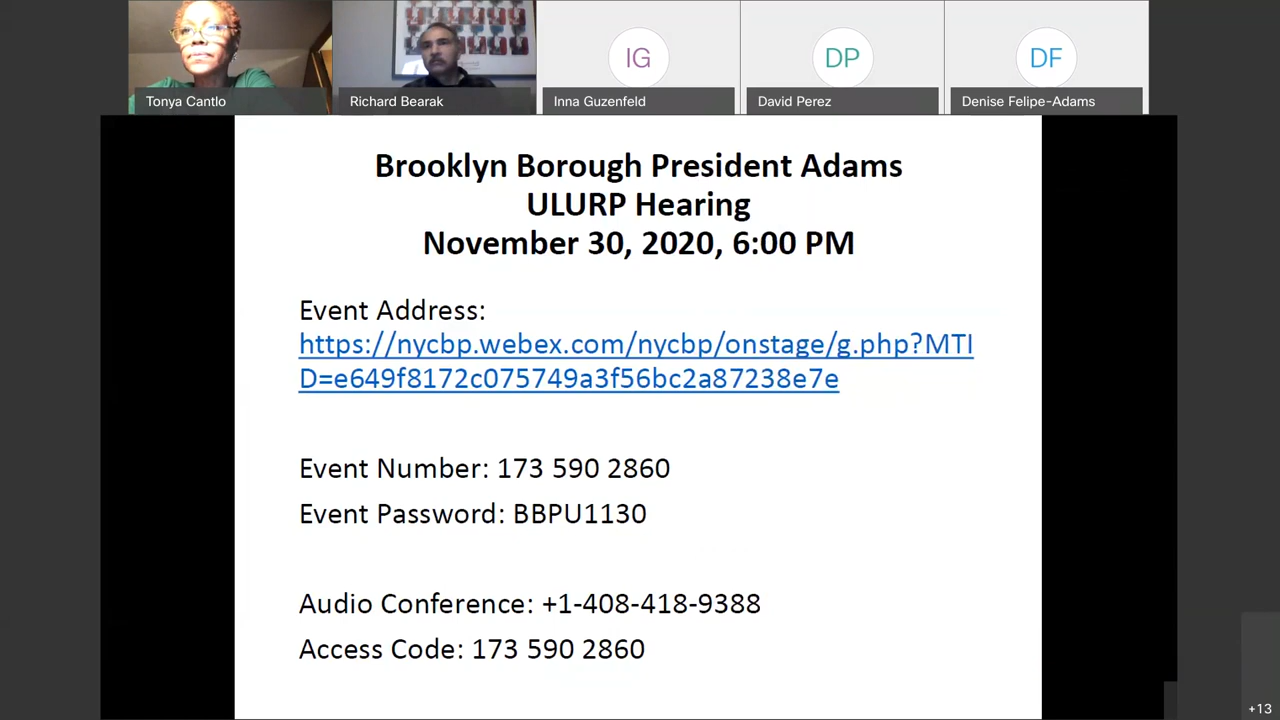 IG
DP
DF
Tonya Cantlo
Richard Bearak
Inna Guzenfeld
David Perez
Denise Felipe-Adams
Brooklyn Borough President Adams
ULURP Hearing
November 30, 2020, 6:00 PM
Event Address:
https://nycbp.webex.com/nycbp/onstage/g.php?MTI
D=e649f8172c075749a3f56bc2a87238e7e
Event Number: 173 590 2860
Event Password: BBPU1130
Audio Conference: +1-408-418-9388
Access Code: 173 590 2860
+13